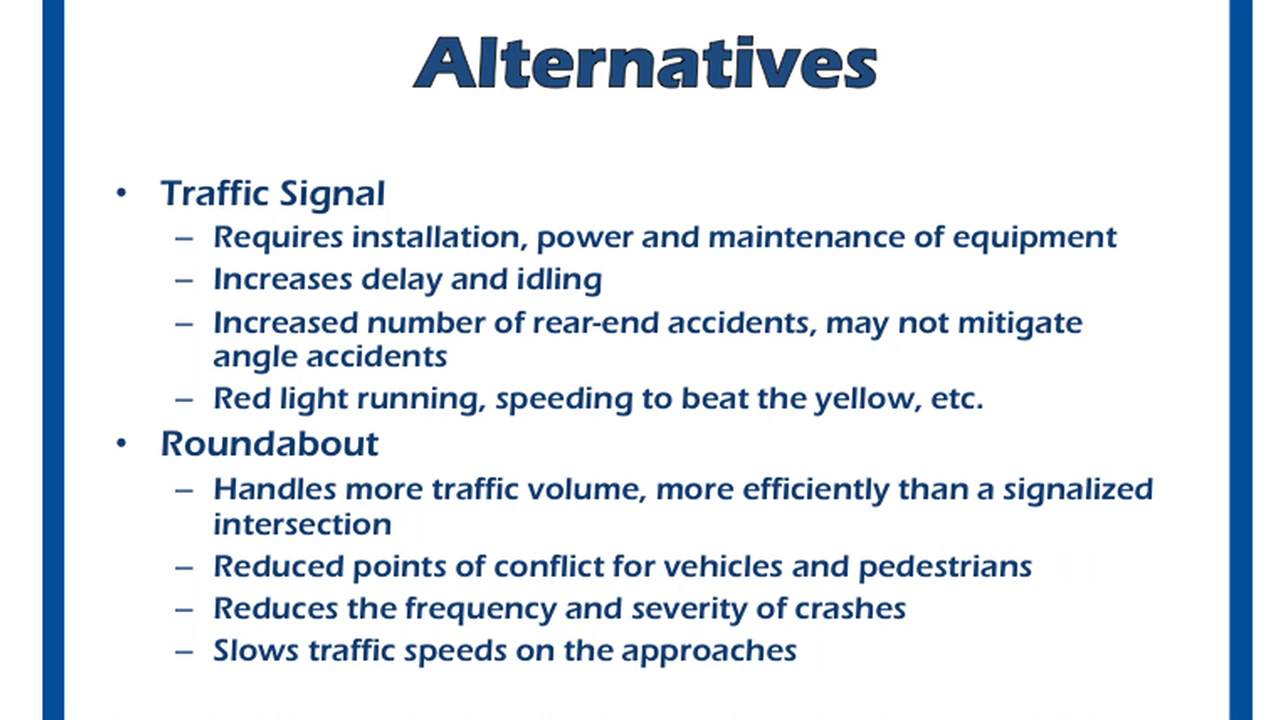 Alternatives
• Traffic Signal
– Requires installation, power and maintenance of equipment
– Increases delay and idling
– Increased number of rear-end accidents, may not mitigate
angle accidents
– Red light running, speeding to beat the yellow, etc.
• Roundabout
– Handles more traffic volume, more efficiently than a signalized
intersection
– Reduced points of conflict for vehicles and pedestrians
– Reduces the frequency and severity of crashes
– Slows traffic speeds on the approaches